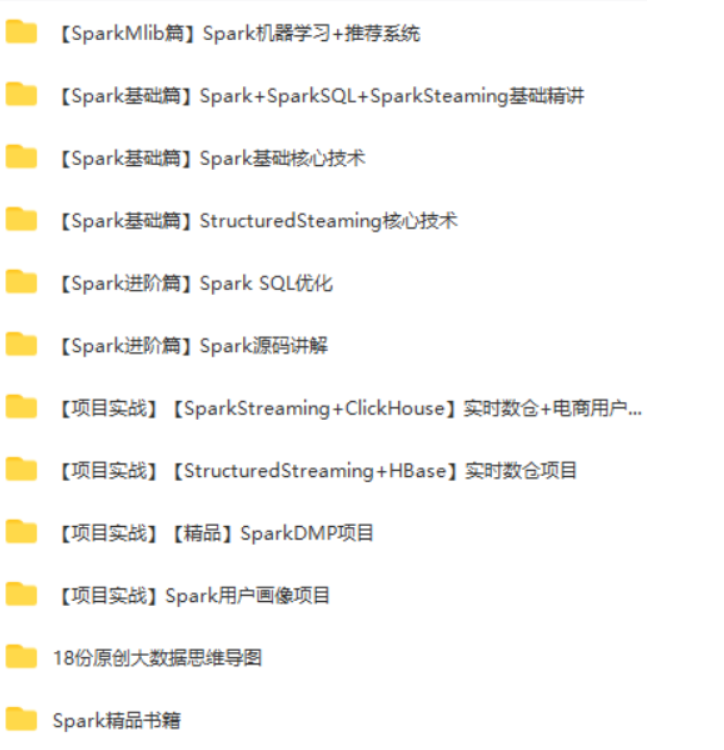 【SparkMlib篇】Spark机器学习+推荐系统
【Spark基础篇】Spark+SparkSQL+SparkSteaming基础精讲
【Spark基础篇】Spark基础核心技术
【Spark基础篇】StructuredSteaming核心技术
【Spark进阶篇】Spark SQL优化
【Spark进阶篇】Spark源码讲解
【项目实战】【SparkStreaming+ClickHouse】实时数仓+电商用户...
【项目实战】【StructuredStreaming+HBase】实时数仓项目
【项目实战】【精品】SparkDMP项目
【项目实战】Spark用户画像项目
18份原创大数据思维导图
Spark精品书籍